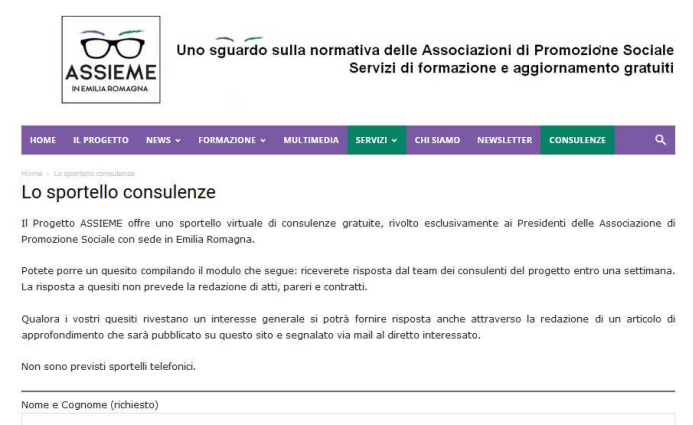 ASSIEME
IN EMILIA ROMAGNA
Uno sguardo sulla normativa delle Associazioni di Promozione Sociale
Servizi di formazione e aggiornamento gratuiti
HOME IL PROGETTO NEWS FORMAZIONE MULTIMEDIA SERVIZI CHI SIAMO NEWSLETTER CONSULENZE
Home › Lo sportello consulenze
Lo sportello consulenze
Il Progetto ASSIEME offre uno sportello virtuale di consulenze gratuite, rivolto esclusivamente ai Presidenti delle Associazione di
Promozione Sociale con sede in Emilia Romagna.
Potete porre un quesito compilando il modulo che segue: riceverete risposta dal team dei consulenti del progetto entro una settimana.
La risposta a quesiti non prevede la redazione di atti, pareri e contratti.
Qualora i vostri quesiti rivestano un interesse generale si potrà fornire risposta anche attraverso la redazione di un articolo di
approfondimento che sarà pubblicato su questo sito e segnalato via mail al diretto interessato.
Non sono previsti sportelli telefonici.
Nome e Cognome (richiesto)